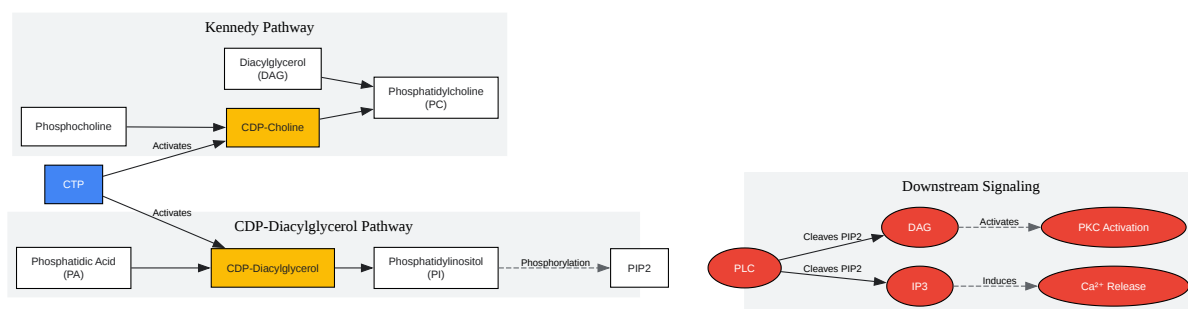 Kennedy Pathway
Diacylglycerol
(DAG)
Phosphatidylcholine
(PC)
Phosphocholine
CDP-Choline
Activates
CTP
Activates
CDP-Diacylglycerol Pathway
Phosphatidic Acid
(PA)
CDP-Diacylglycerol
Phosphatidylinositol
(PI)
Phosphorylation
PIP2
Downstream Signaling
PLC
Cleaves PIP2
Cleaves PIP2
DAG
Activates
PKC Activation
IP3
Induces
Ca²⁺ Release